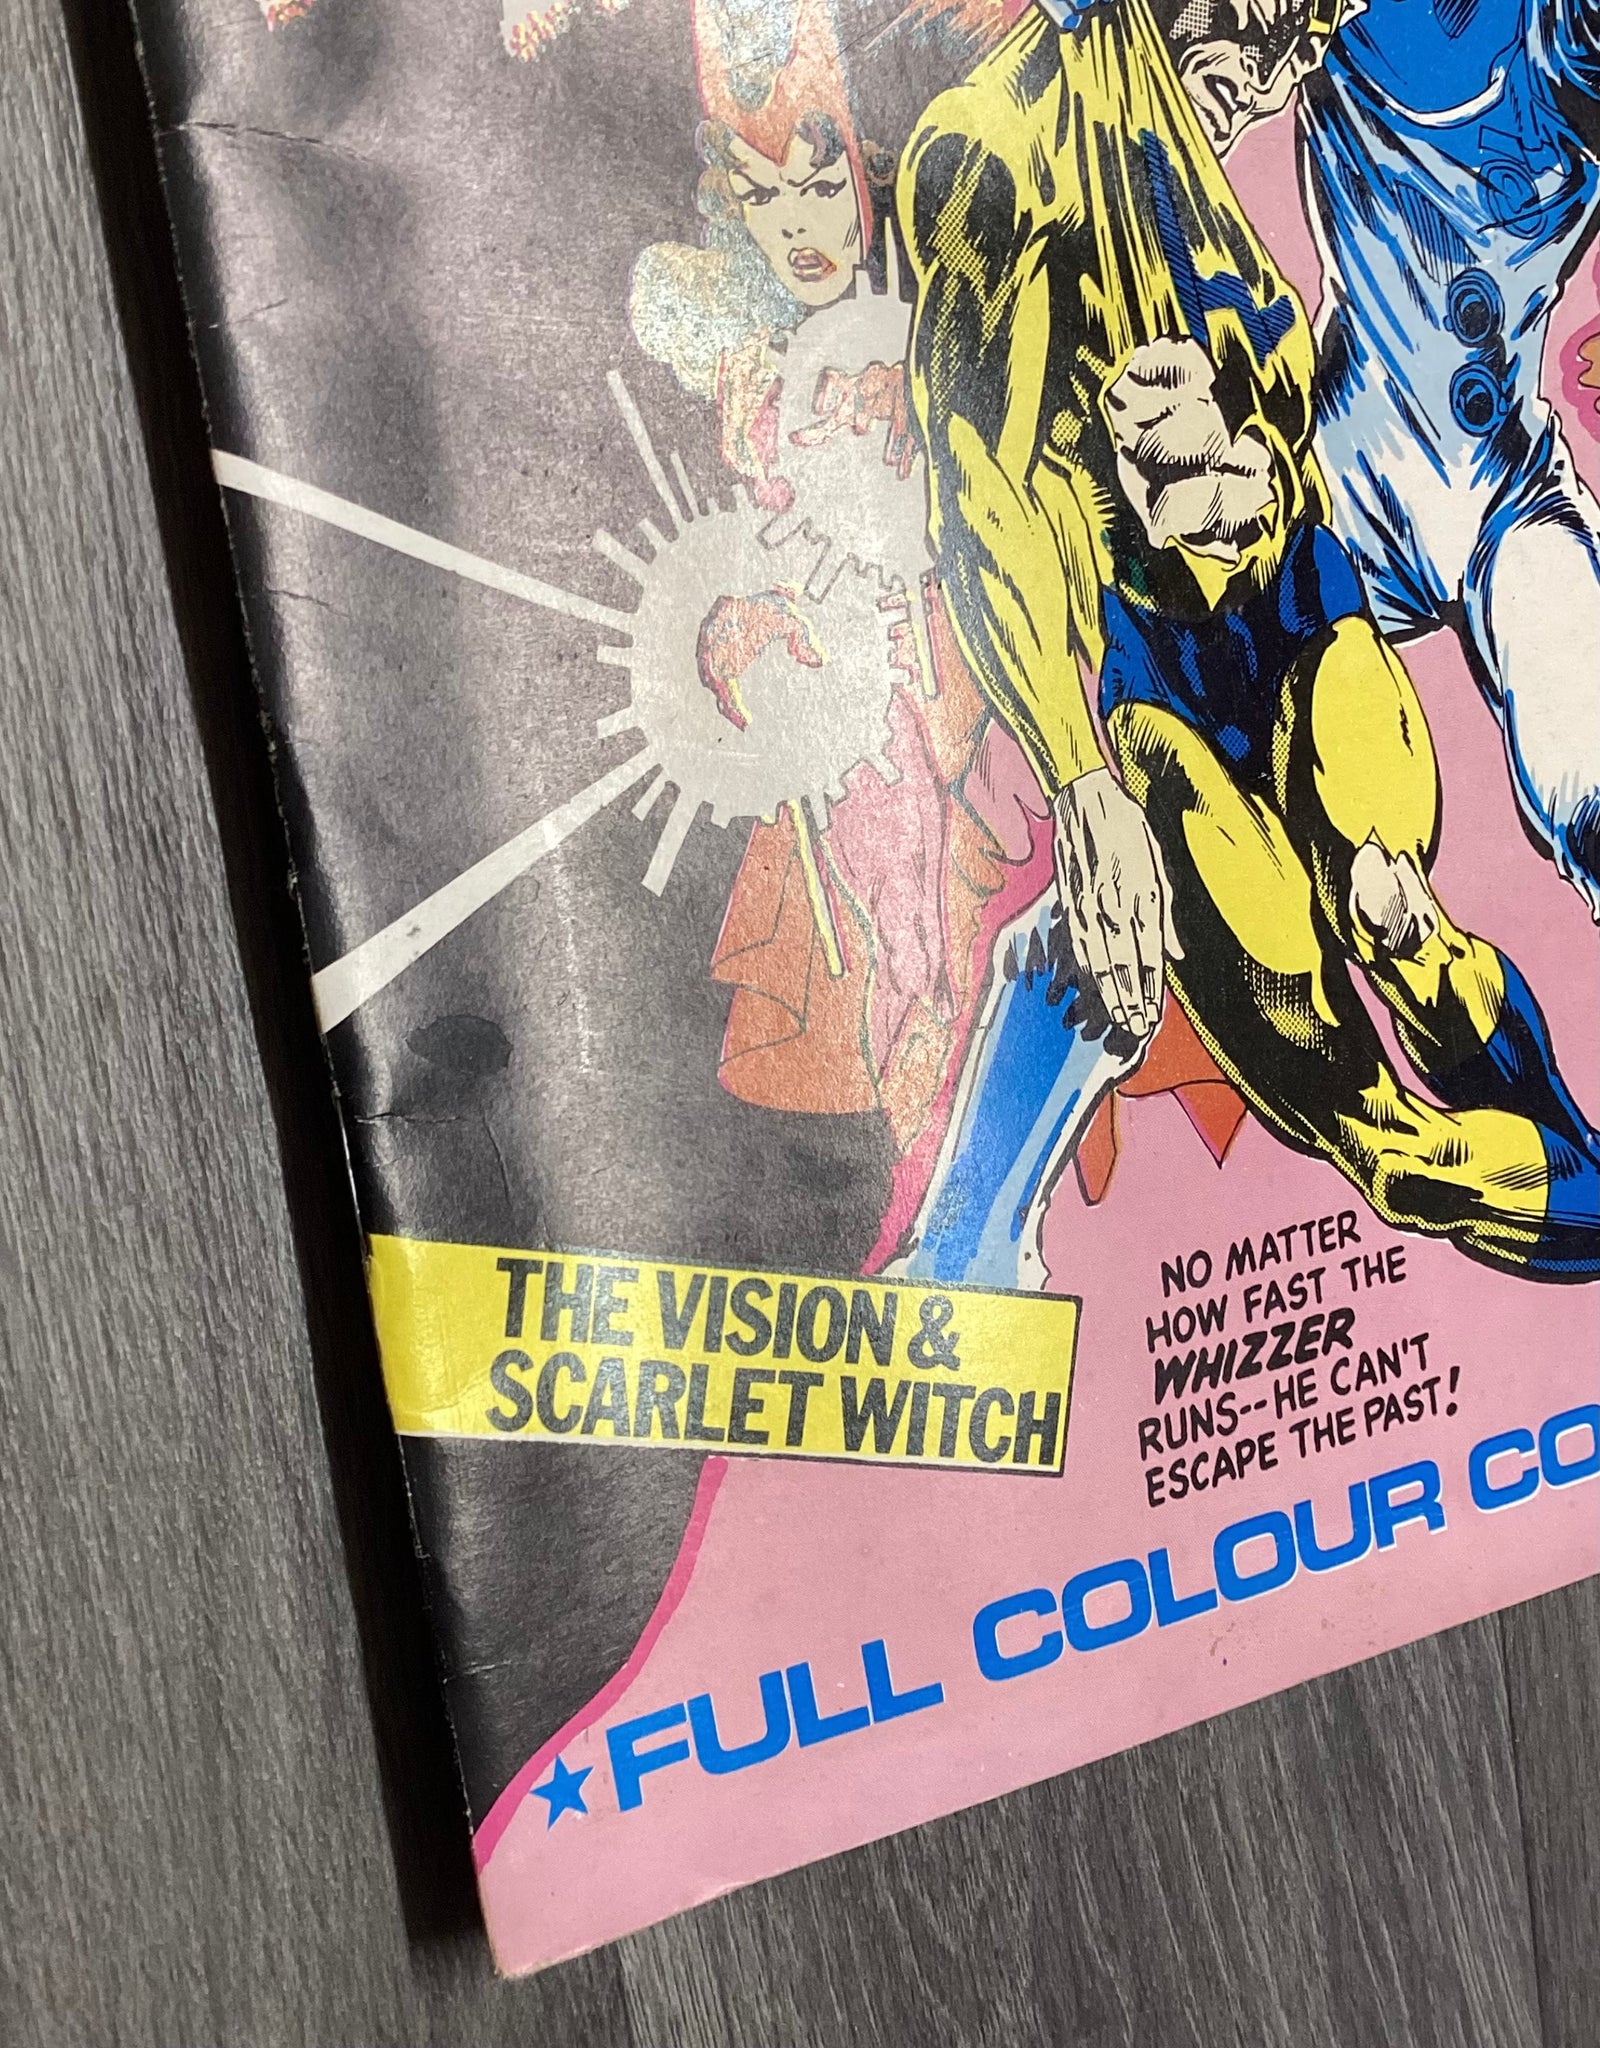 THE VISION &
SCARLET WITCH
NO MATTER
HOW FAST THE
WHIZZER
RUNS--HE CAN'T
ESCAPE THE PAST!
★FULL COLOUR CO